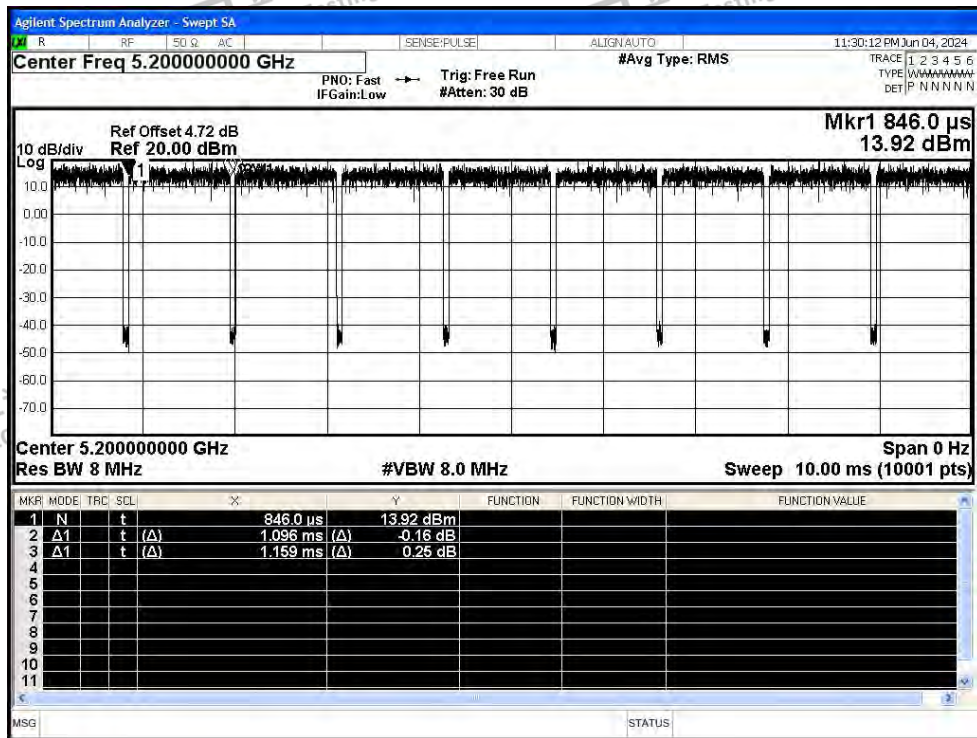 Agilent Spectrum Analyzer - Swept SA
LXI R RF 50 Ω AC SENSE:PULSE ALIGN AUTO 11:30:12 PM Jun 04, 2024
Center Freq 5.200000000 GHz
PNO: Fast
IFGain:Low
Trig: Free Run
#Atten: 30 dB
#Avg Type: RMS
TRACE 1 2 3 4 5 6
TYPE WWWWWW
DET P N N N N N
Mkr1 846.0 µs
13.92 dBm
Ref Offset 4.72 dB
10 dB/div Ref 20.00 dBm
Log
1
10.0
0.00
-10.0
-20.0
-30.0
-40.0
-50.0
-60.0
-70.0
Center 5.200000000 GHz Span 0 Hz
Res BW 8 MHz #VBW 8.0 MHz Sweep 10.00 ms (10001 pts)
MKR MODE TRC SCL X Y FUNCTION FUNCTION WIDTH FUNCTION VALUE
1 N t 846.0 µs 13.92 dBm
2 Δ1 t (Δ) 1.096 ms (Δ) -0.16 dB
3 Δ1 t (Δ) 1.159 ms (Δ) 0.25 dB
4
5
6
7
8
9
10
11
MSG STATUS